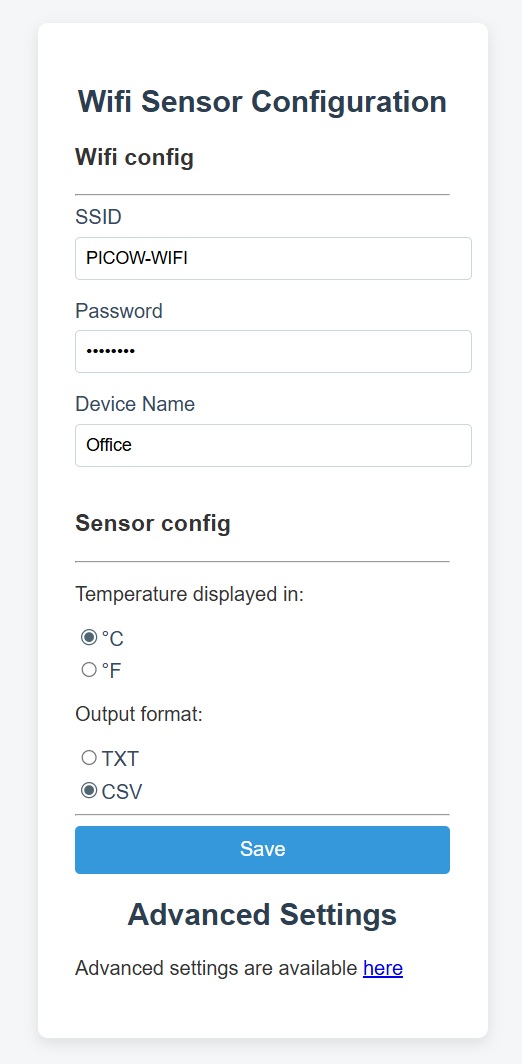 Wifi Sensor Configuration
Wifi config
SSID
PICOW-WIFI
Password
••••••••
Device Name
Office
Sensor config
Temperature displayed in:
°C
°F
Output format:
TXT
CSV
Save
Advanced Settings
Advanced settings are available here